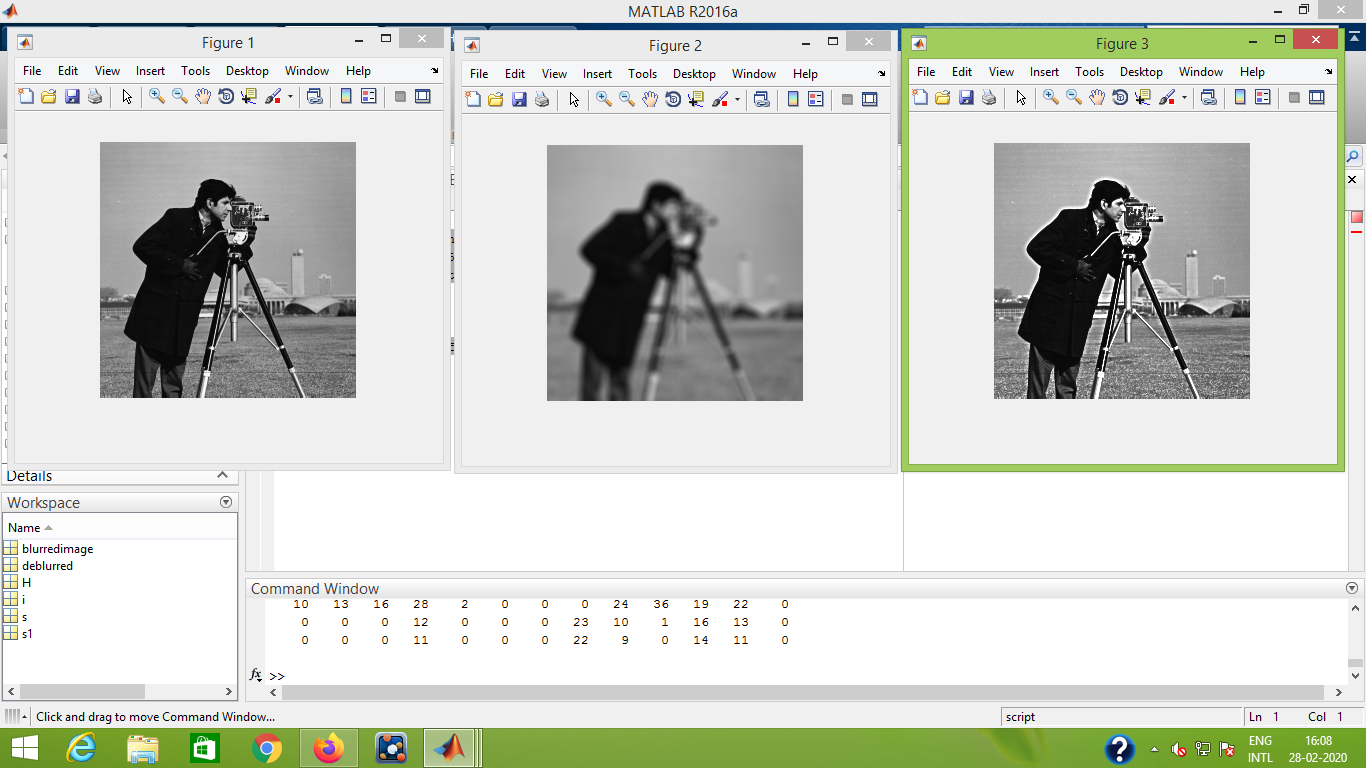 MATLAB R2016a
Figure 1
File Edit View Insert Tools Desktop Window Help
Figure 2
File Edit View Insert Tools Desktop Window Help
Figure 3
File Edit View Insert Tools Desktop Window Help
Details
Workspace
Name
blurredimage
deblurred
H
i
s
s1
Command Window
10 13 16 28 2 0 0 0 24 36 19 22 0
0 0 0 12 0 0 0 23 10 1 16 13 0
0 0 0 11 0 0 0 22 9 0 14 11 0
fx >>
Click and drag to move Command Window...
script
Ln 1 Col 1
ENG
INTL
16:08
28-02-2020